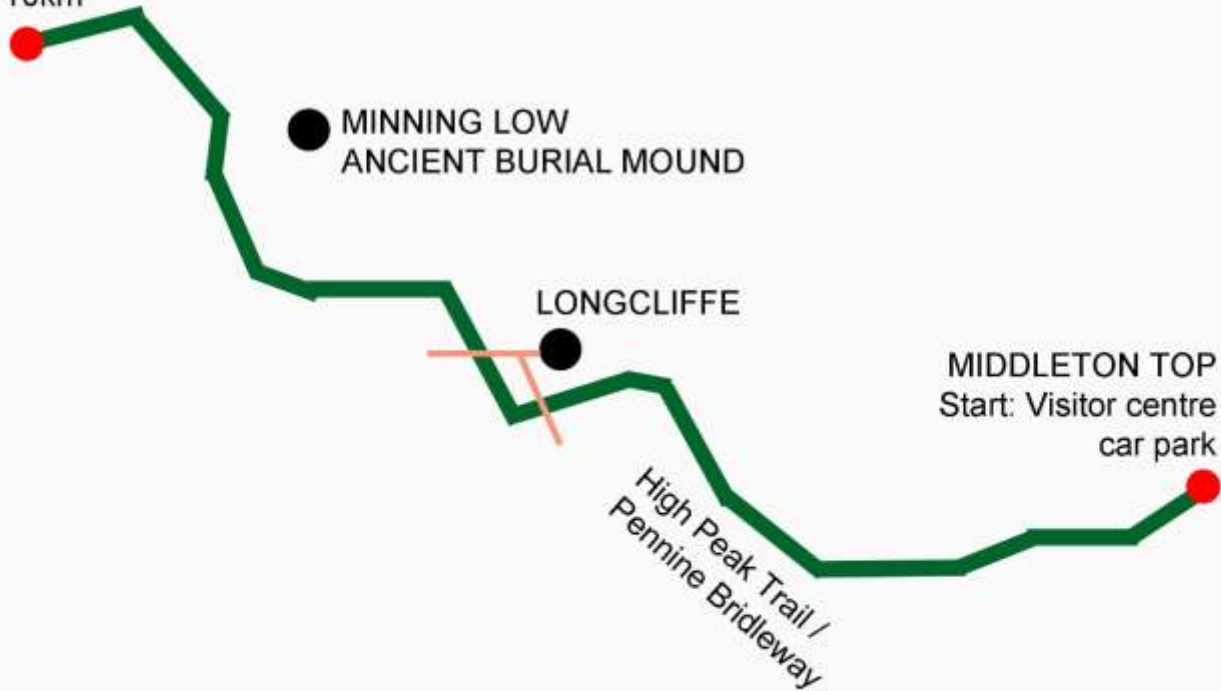 MINNING LOW
ANCIENT BURIAL MOUND
LONGCLIFFE
MIDDLETON TOP
Start: Visitor centre
car park
High Peak Trail /
Pennine Bridleway